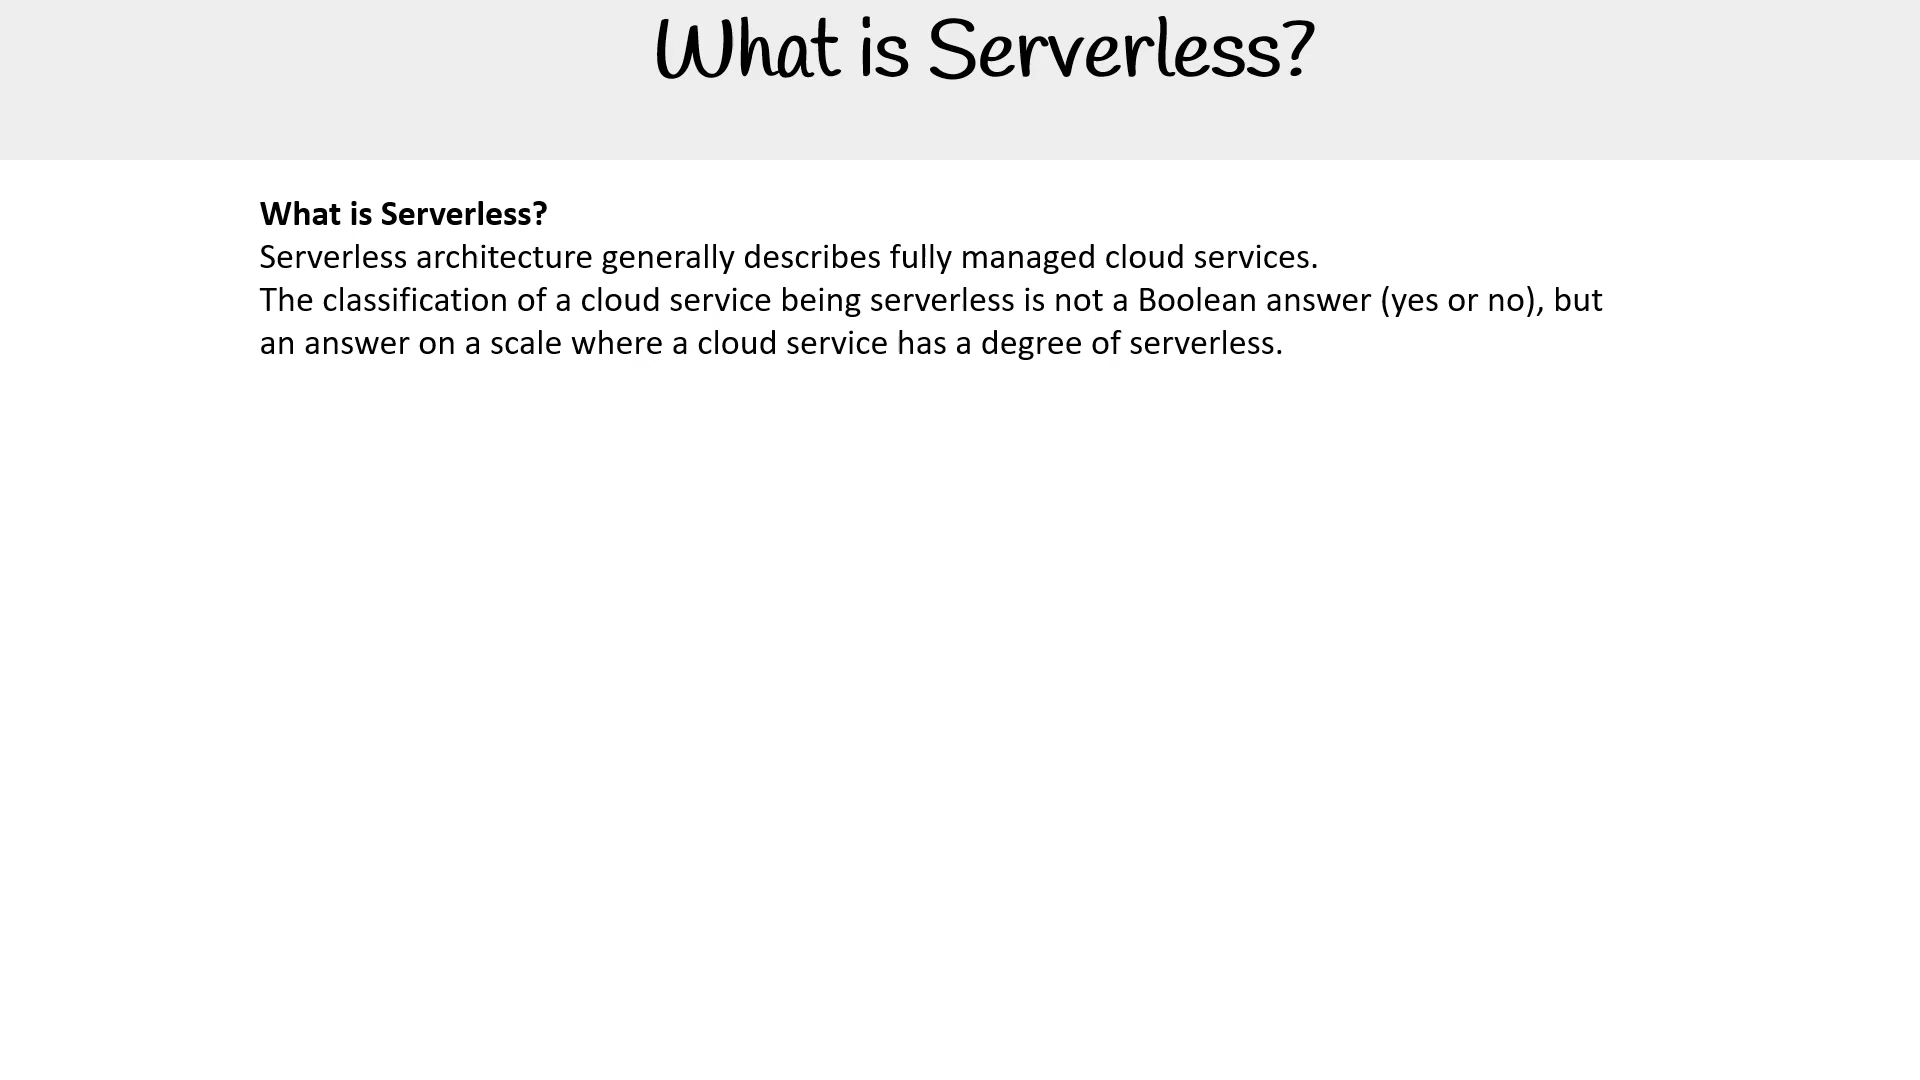 What is Serverless?
What is Serverless?
Serverless architecture generally describes fully managed cloud services.
The classification of a cloud service being serverless is not a Boolean answer (yes or no), but
an answer on a scale where a cloud service has a degree of serverless.